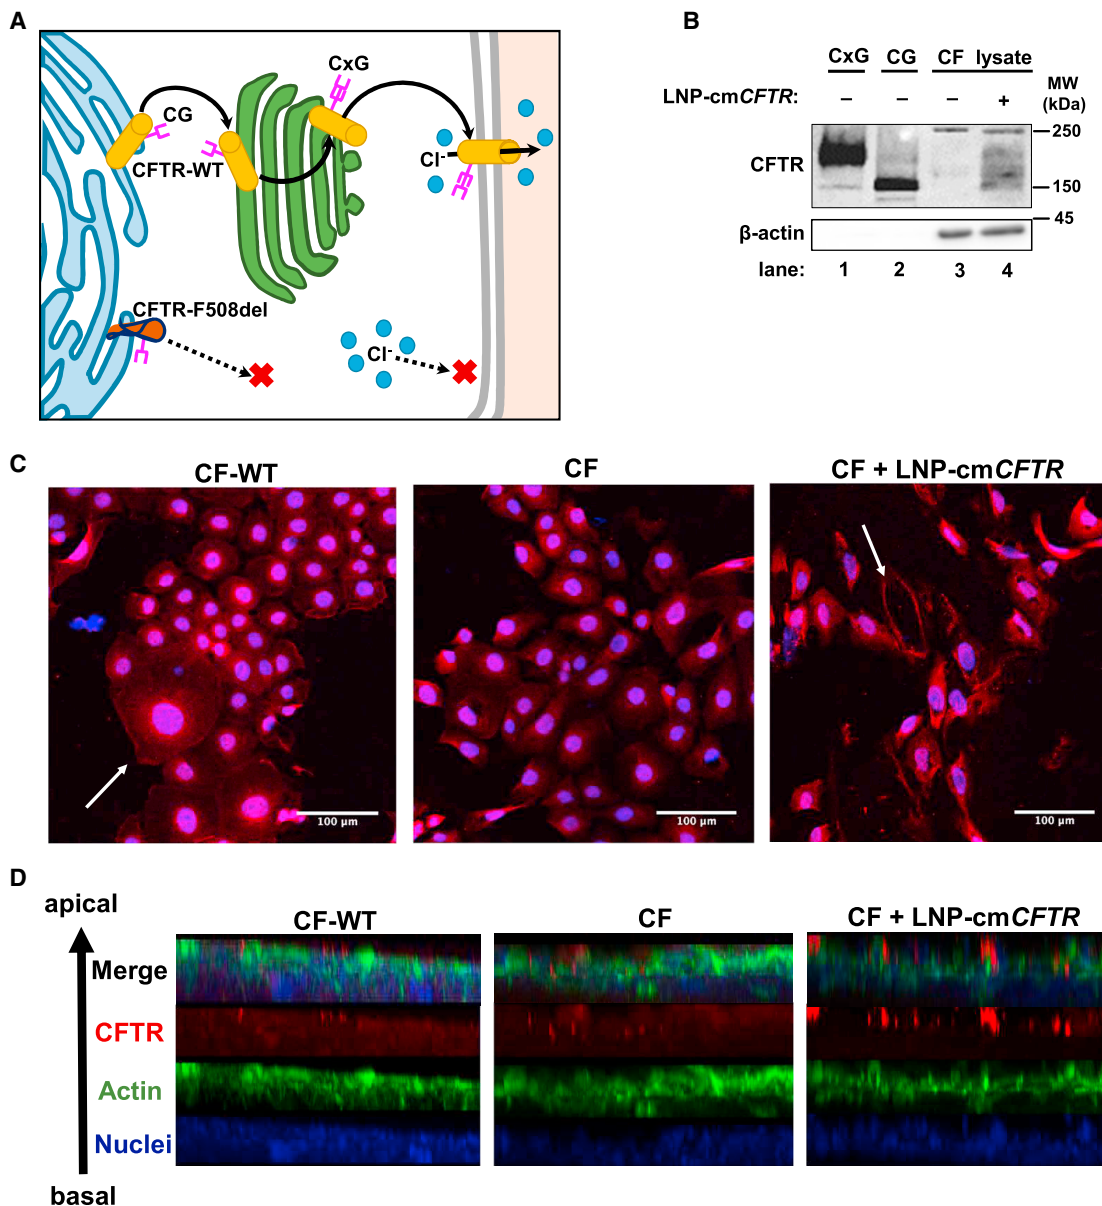 A
CxG
CG
CFTR-WT
Cl-
CFTR-F508del
Cl-
B
CxG CG CF lysate
MW
(kDa)
LNP-cmCFTR: – – – +
250
CFTR
150
45
β-actin
lane: 1 2 3 4
C
CF-WT CF CF + LNP-cmCFTR
100 µm 100 µm 100 µm
D
apical
CF-WT CF CF + LNP-cmCFTR
Merge
CFTR
Actin
Nuclei
basal